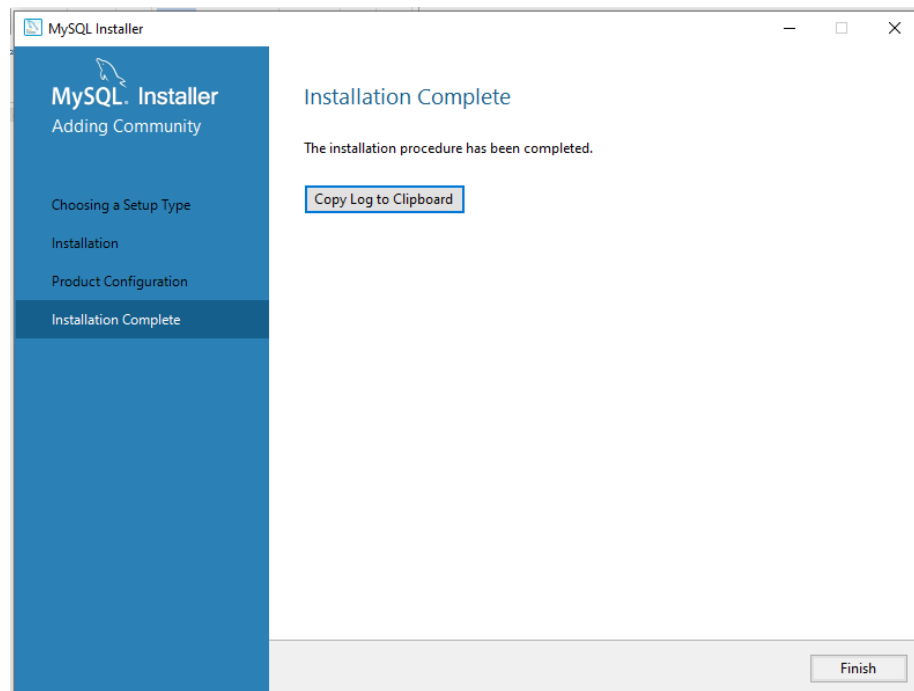 MySQL Installer
MySQL. Installer
Adding Community
Choosing a Setup Type
Installation
Product Configuration
Installation Complete
Installation Complete
The installation procedure has been completed.
Copy Log to Clipboard
Finish